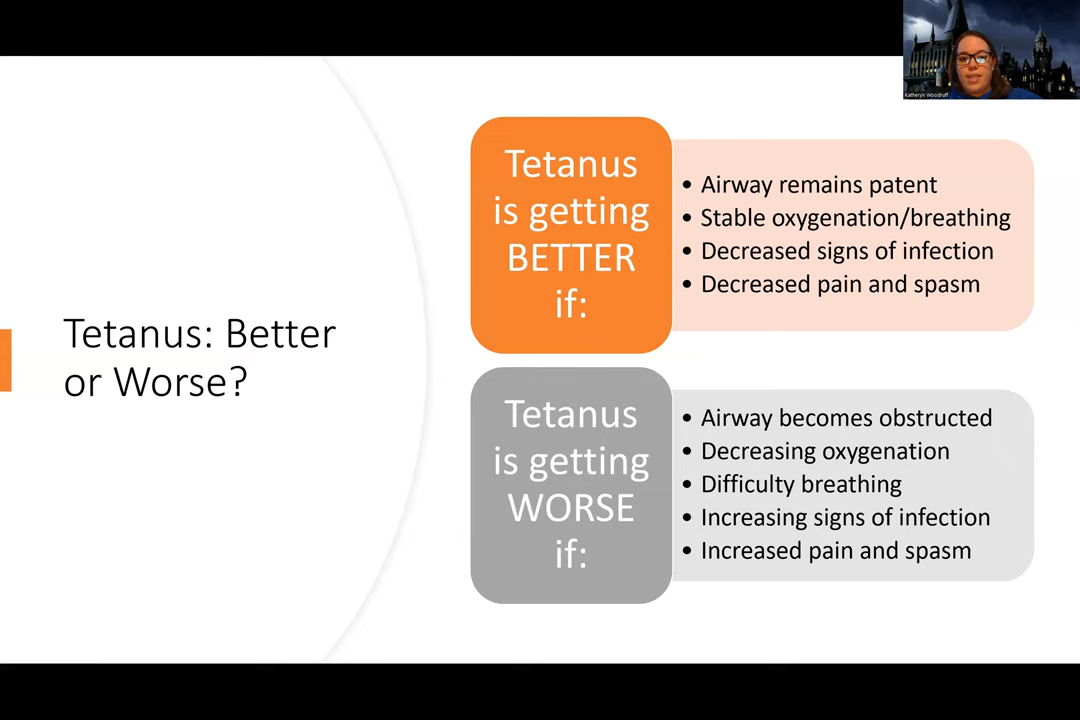 Katheryn Woodruff
Tetanus: Better
or Worse?
Tetanus
is getting
BETTER
if:
• Airway remains patent
• Stable oxygenation/breathing
• Decreased signs of infection
• Decreased pain and spasm
Tetanus
is getting
WORSE
if:
• Airway becomes obstructed
• Decreasing oxygenation
• Difficulty breathing
• Increasing signs of infection
• Increased pain and spasm